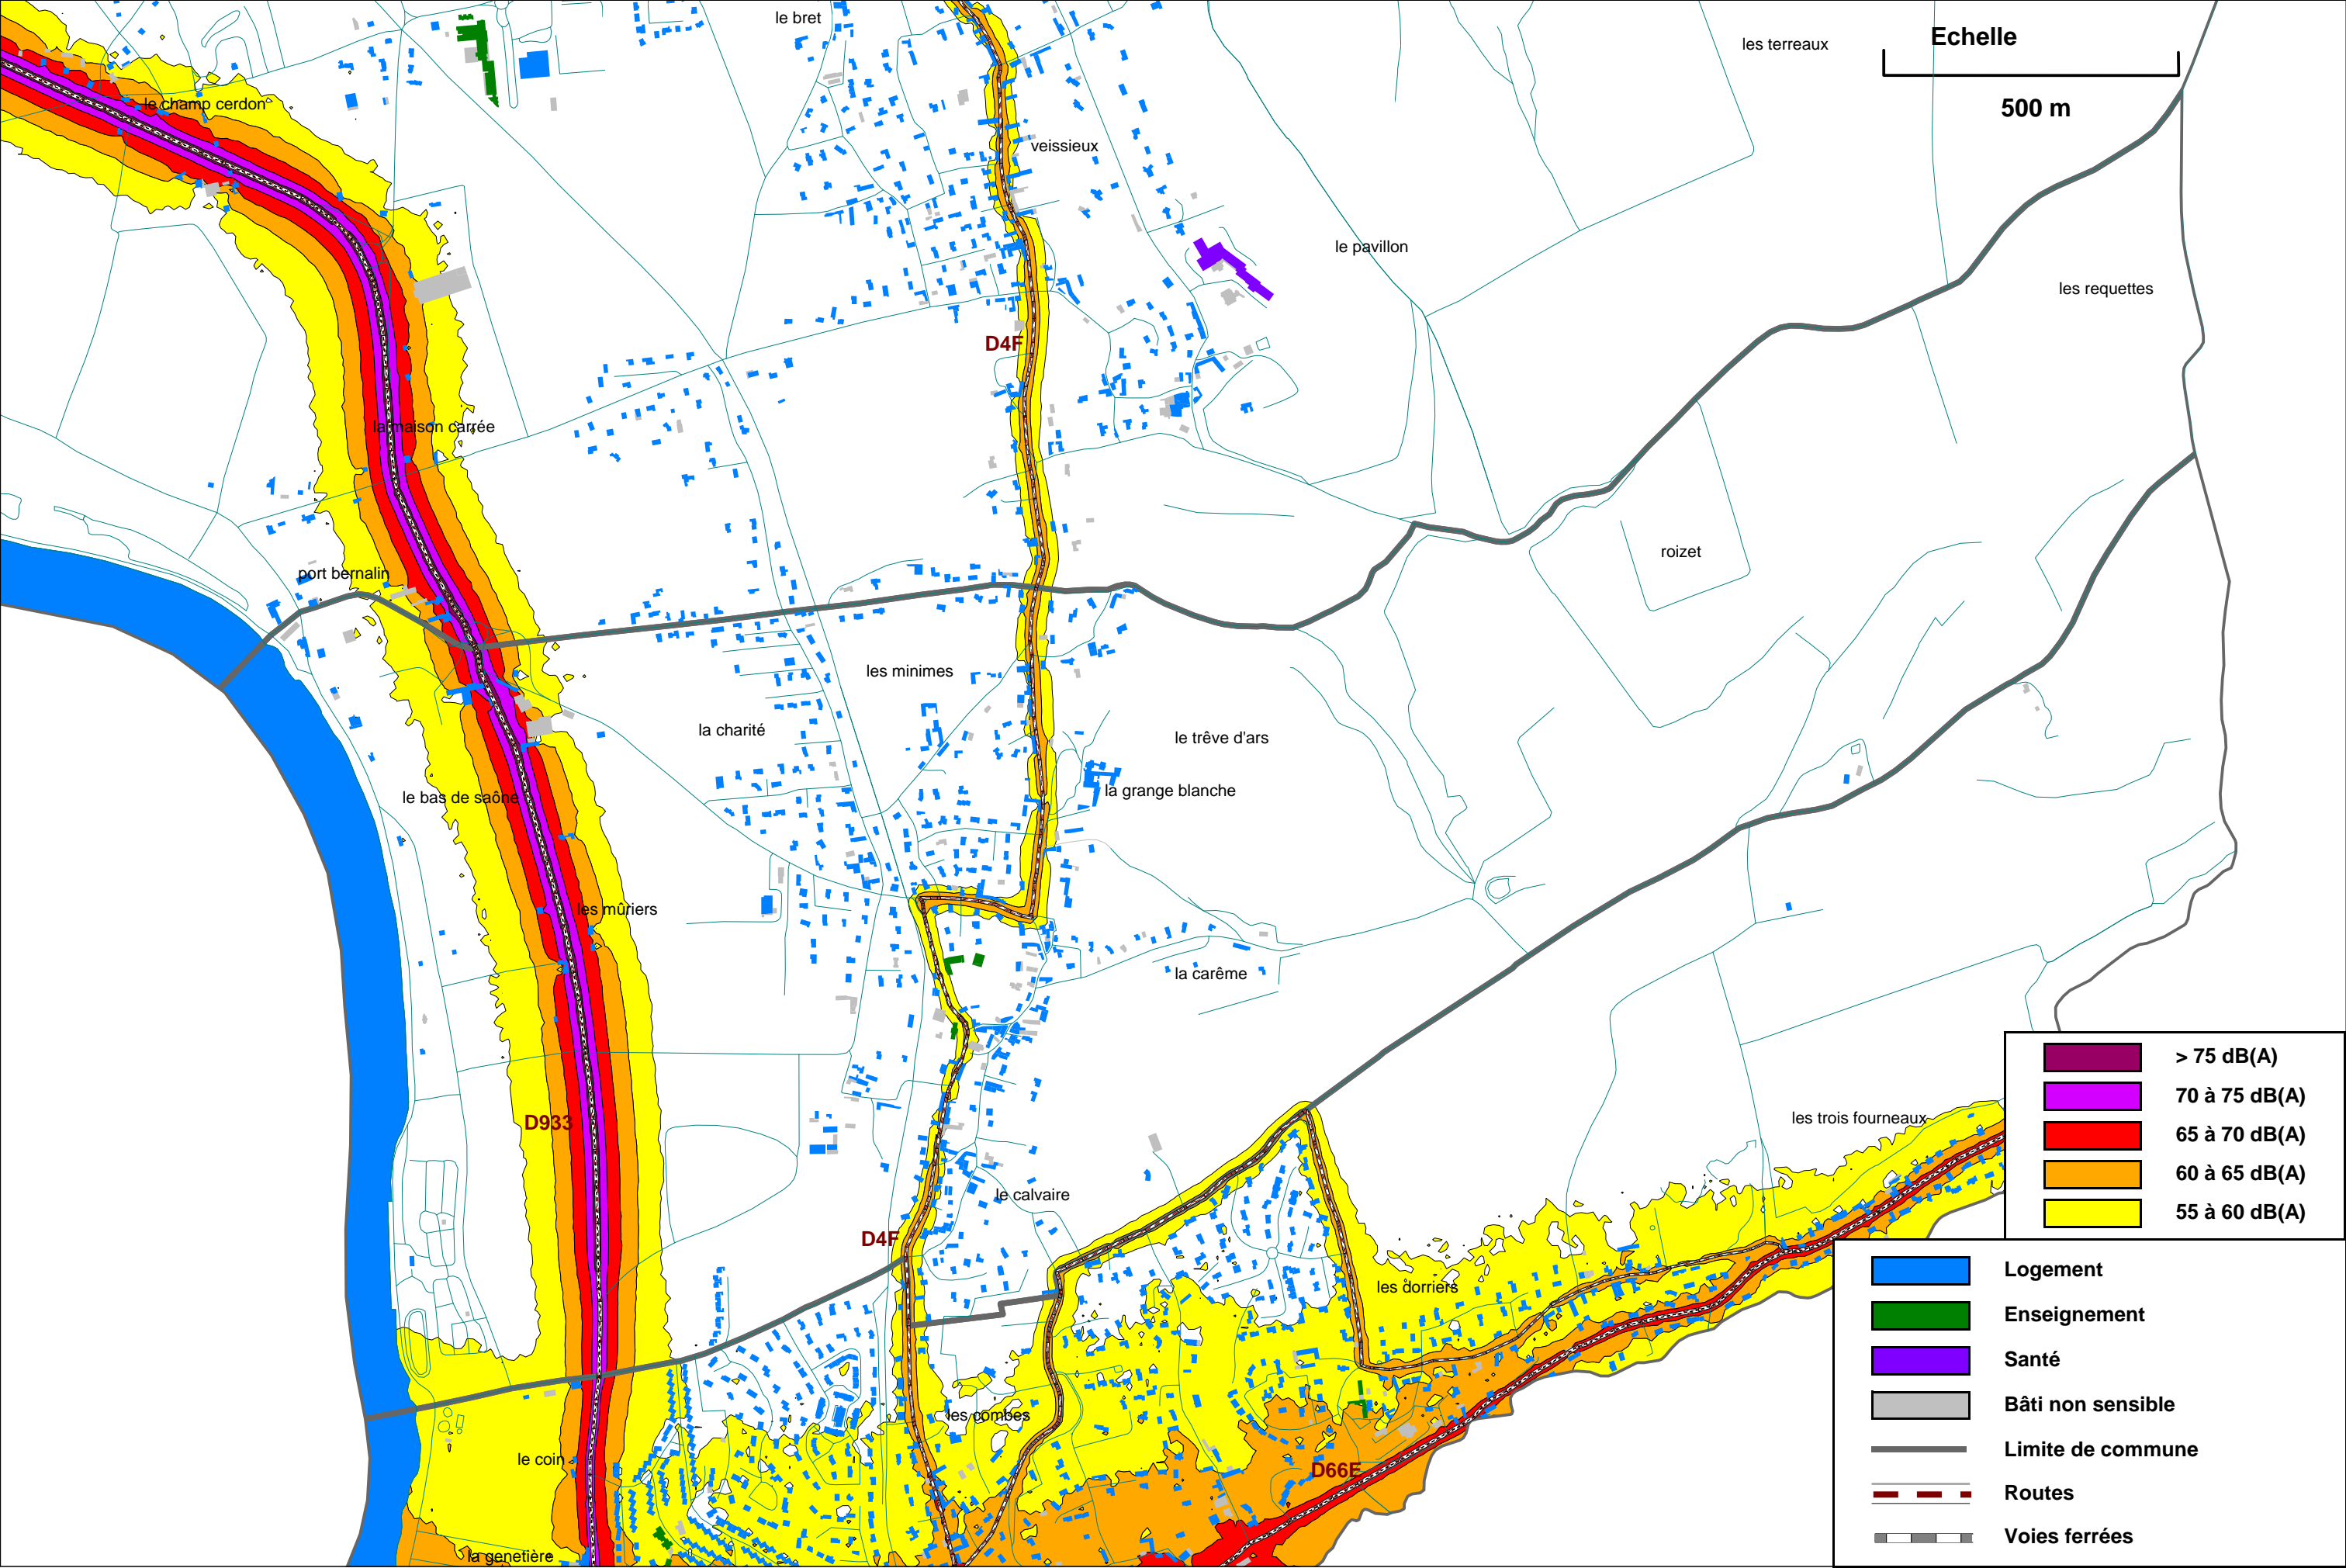 le bret
les terreaux
Echelle
500 m
le champ cerdon
veissieux
le pavillon
les requettes
D4F
la maison carrée
roizet
port bernalin
les minimes
la charité
le trêve d'ars
la grange blanche
le bas de saône
les mûriers
la carême
D933
les trois fourneaux
le calvaire
D4F
les dorriers
les combes
le coin
D66E
la genetière
> 75 dB(A)
70 à 75 dB(A)
65 à 70 dB(A)
60 à 65 dB(A)
55 à 60 dB(A)
Logement
Enseignement
Santé
Bâti non sensible
Limite de commune
Routes
Voies ferrées